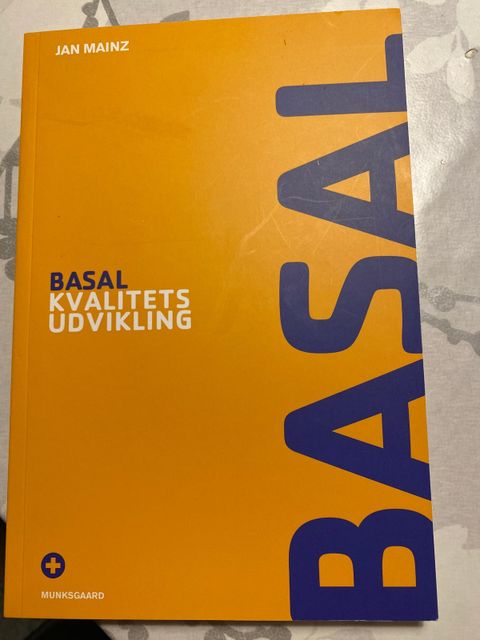 JAN MAINZ
BASAL
KVALITETS
UDVIKLING
BASAL
MUNKSGAARD